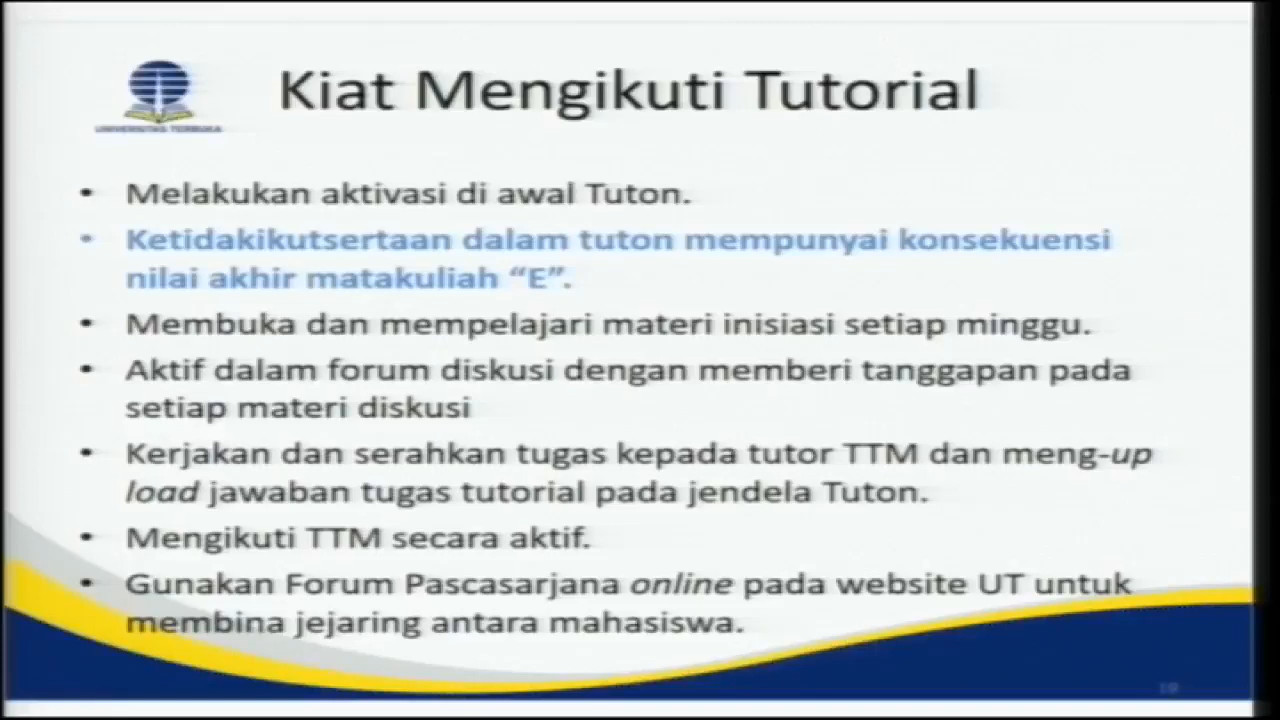 Kiat Mengikuti Tutorial
UNIVERSITAS TERBUKA
• Melakukan aktivasi di awal Tuton.
• Ketidakikutsertaan dalam tuton mempunyai konsekuensi
nilai akhir matakuliah “E”.
• Membuka dan mempelajari materi inisiasi setiap minggu.
• Aktif dalam forum diskusi dengan memberi tanggapan pada
setiap materi diskusi
• Kerjakan dan serahkan tugas kepada tutor TTM dan meng-up
load jawaban tugas tutorial pada jendela Tuton.
• Mengikuti TTM secara aktif.
• Gunakan Forum Pascasarjana online pada website UT untuk
membina jejaring antara mahasiswa.